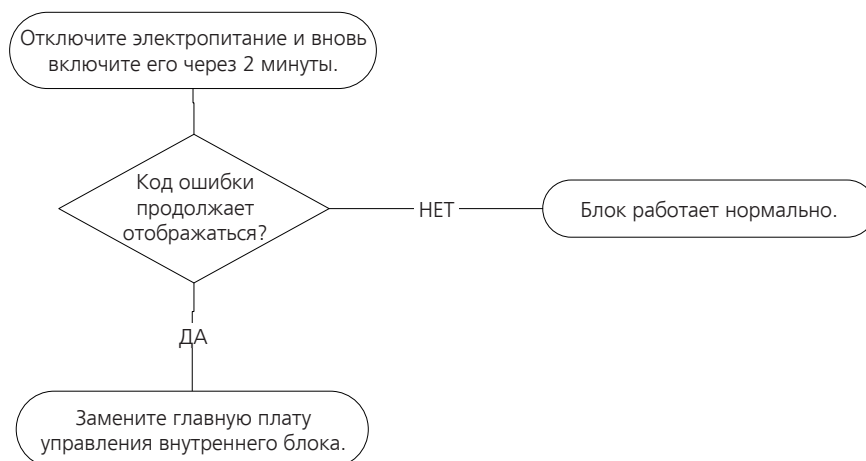 Отключите электропитание и вновь
включите его через 2 минуты.
Код ошибки
продолжает
отображаться?
НЕТ
Блок работает нормально.
ДА
Замените главную плату
управления внутреннего блока.